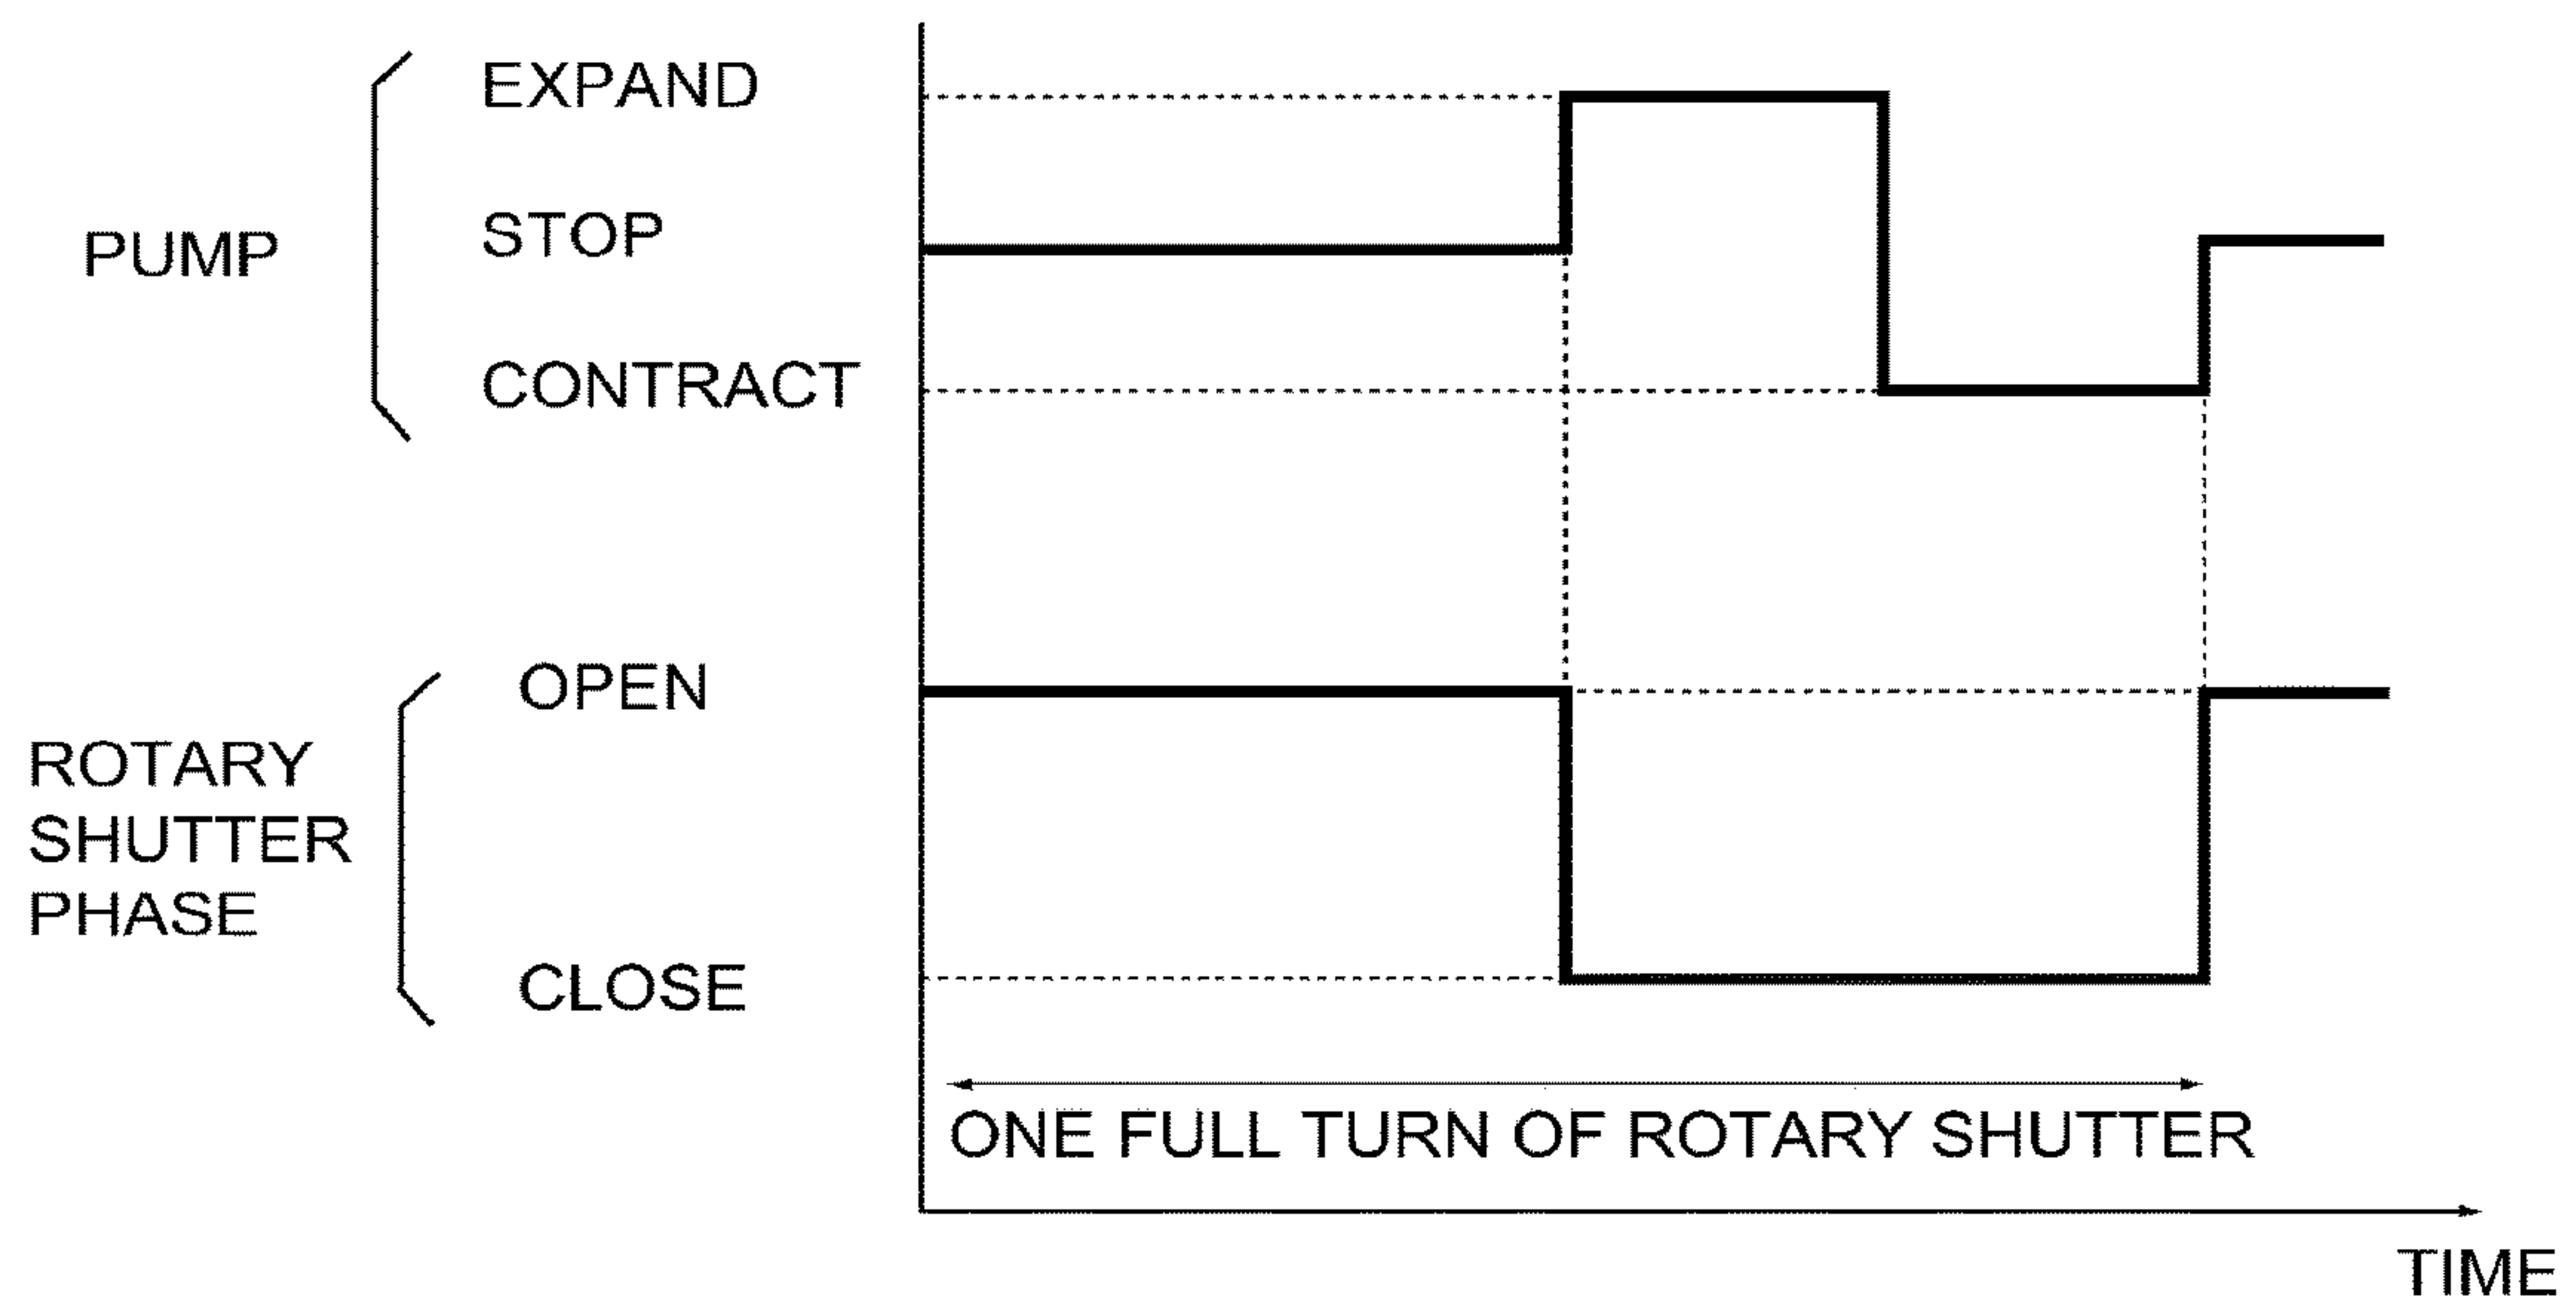 EXPAND
STOP
PUMP
CONTRACT
OPEN
ROTARY
SHUTTER
PHASE
CLOSE
ONE FULL TURN OF ROTARY SHUTTER
TIME